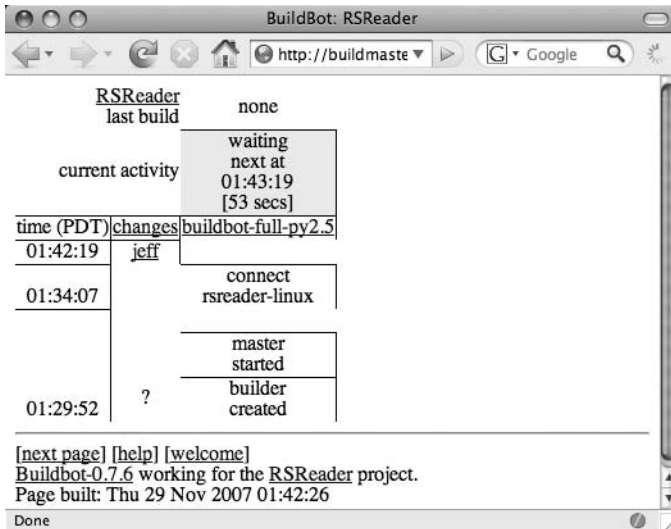 BuildBot: RSReader
http://buildmaste
G Google
RSReader
last build
none
current activity
waiting
next at
01:43:19
[53 secs]
time (PDT) changes buildbot-full-py2.5
01:42:19 jeff
connect
01:34:07 rsreader-linux
master
started
? builder
01:29:52 created
[next page] [help] [welcome]
Buildbot-0.7.6 working for the RSReader project.
Page built: Thu 29 Nov 2007 01:42:26
Done